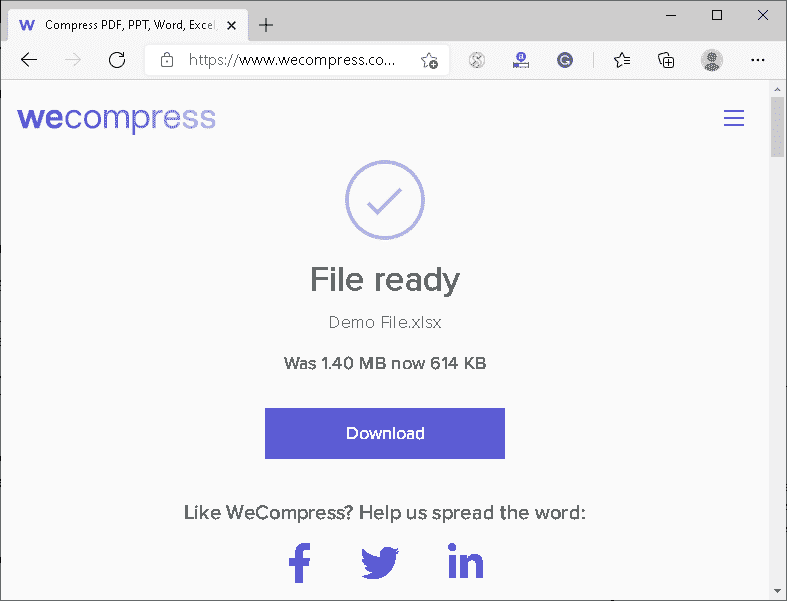 W Compress PDF, PPT, Word, Excel,
https://www.wecompress.co...
wecompress
File ready
Demo File.xlsx
Was 1.40 MB now 614 KB
Download
Like WeCompress? Help us spread the word: